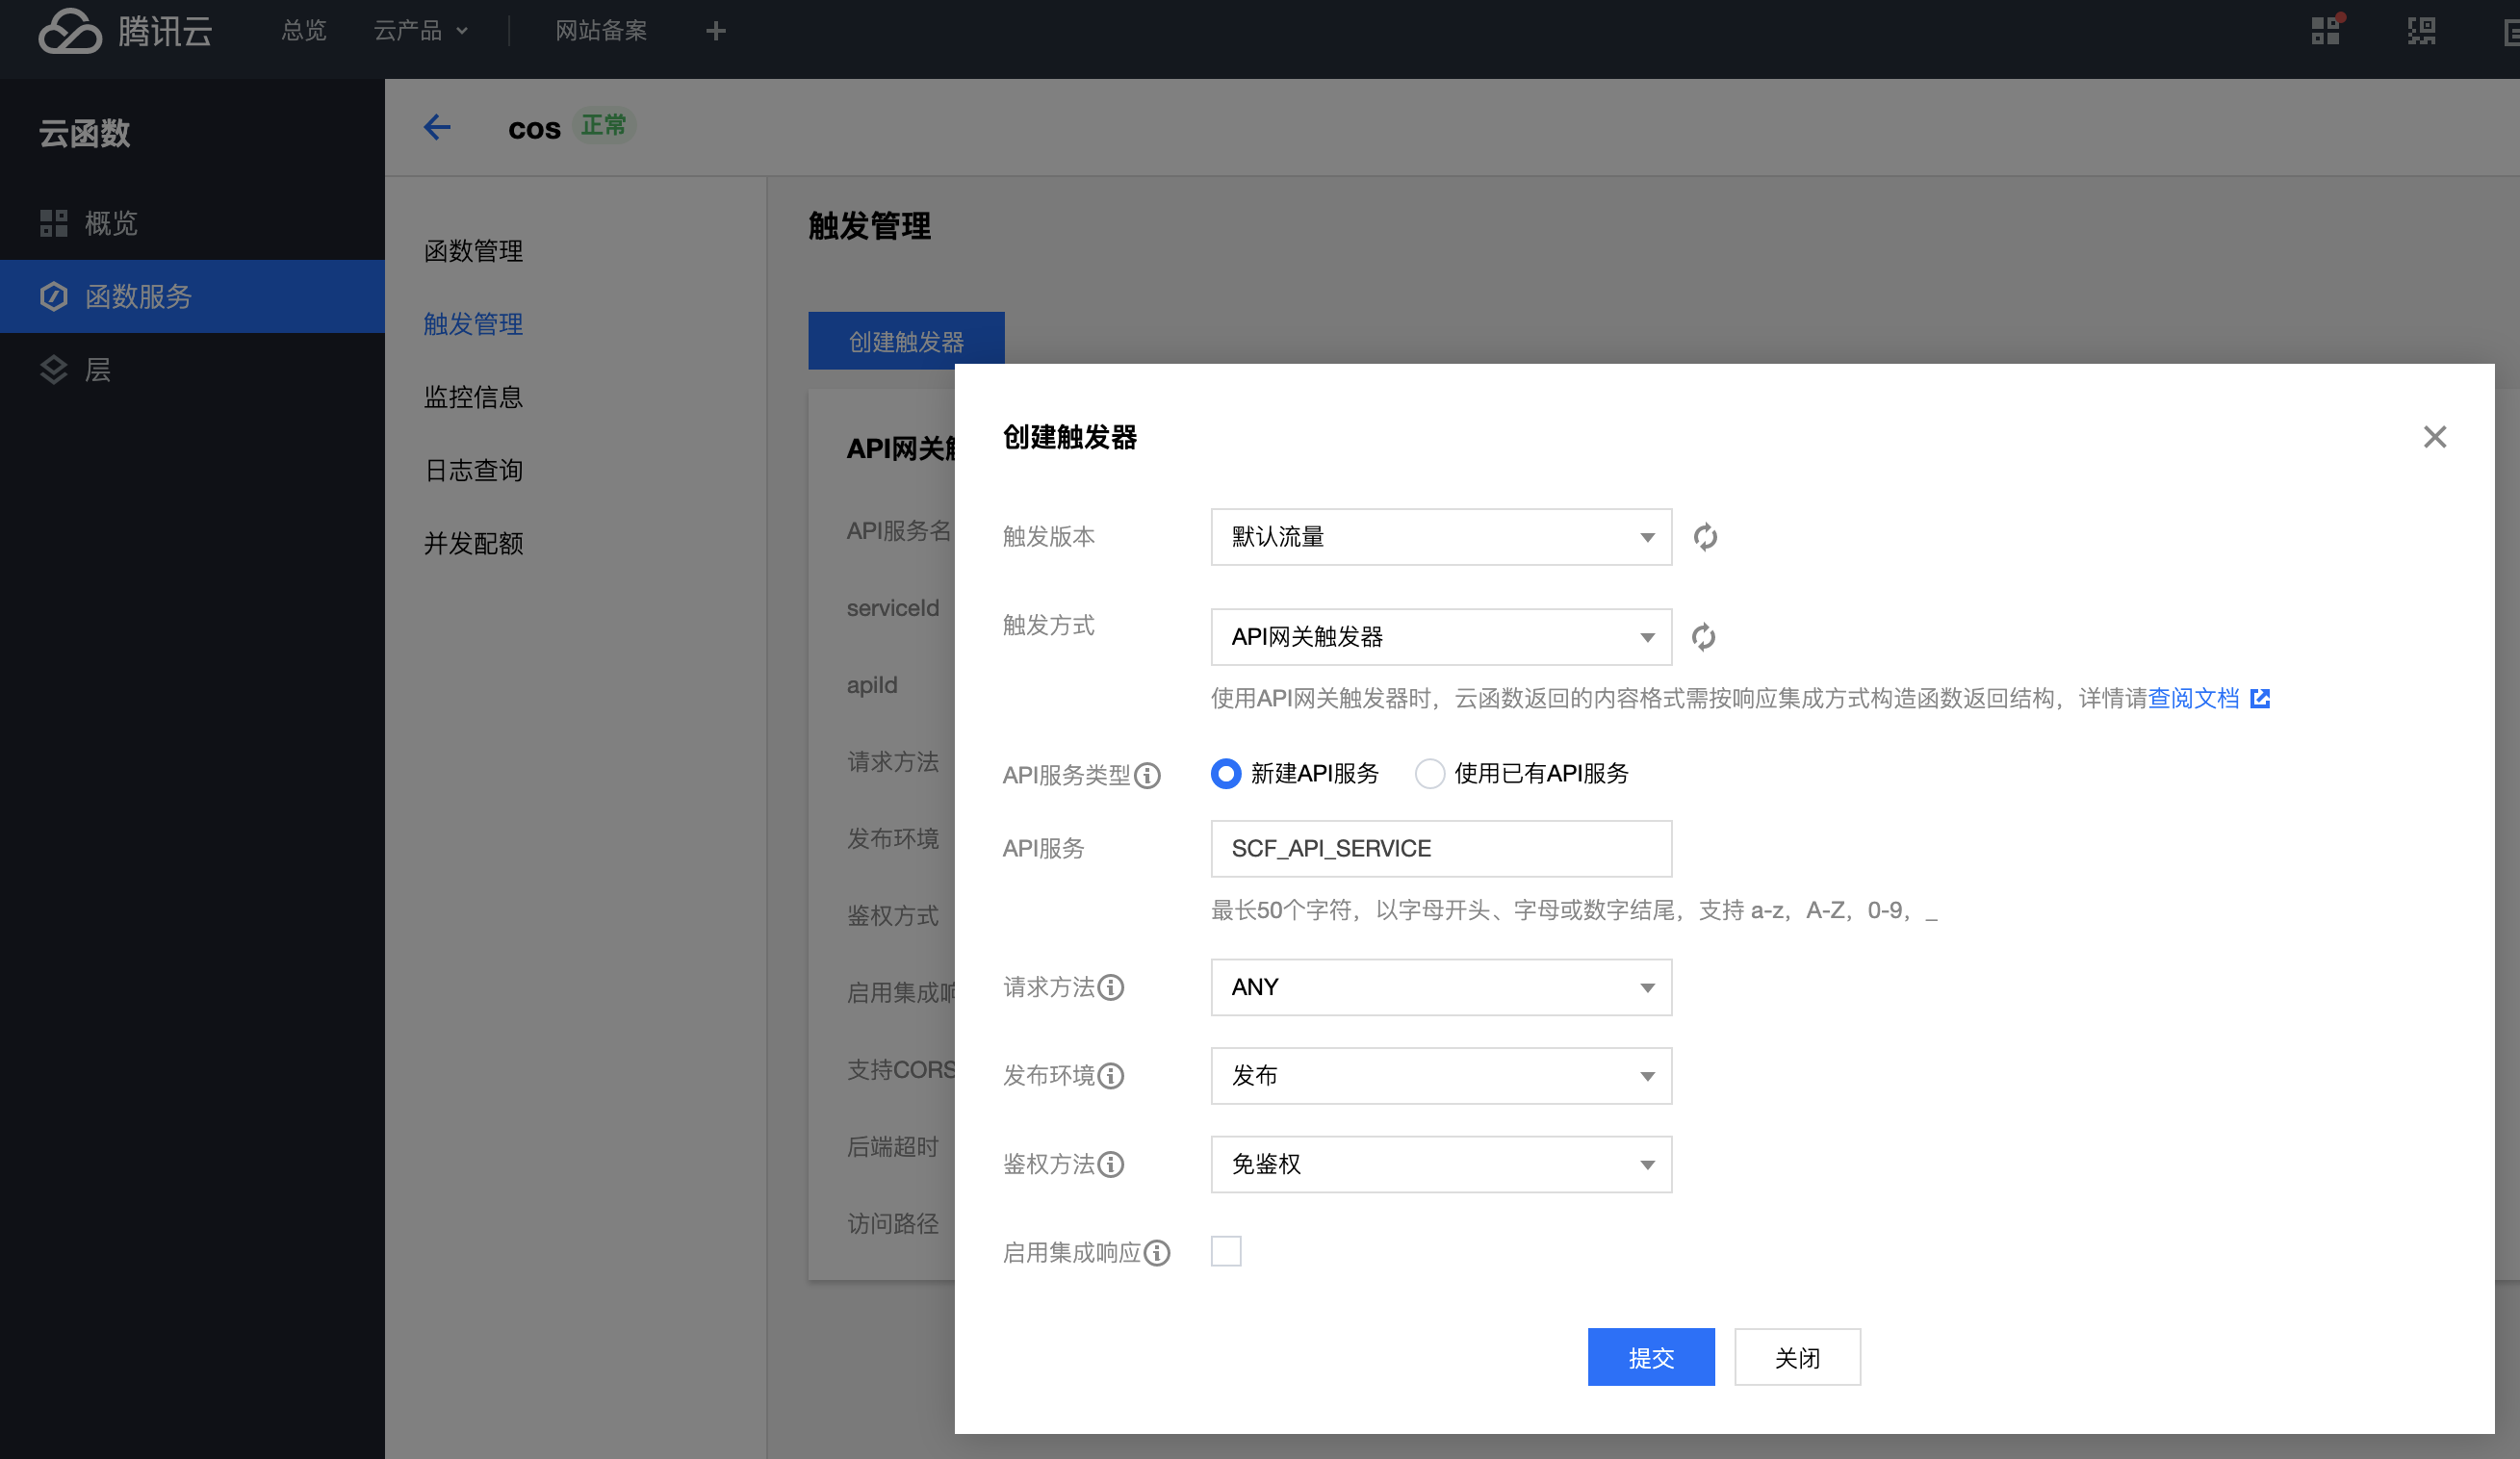 腾讯云 总览 云产品 网站备案
云函数
概览
函数服务
层
cos 正常
函数管理
触发管理
监控信息
日志查询
并发配额
触发管理
创建触发器
API网关
API服务名
serviceId
apiId
请求方法
发布环境
鉴权方式
启用集成响
支持CORS
后端超时
访问路径
创建触发器
触发版本 默认流量
触发方式 API网关触发器
使用API网关触发器时，云函数返回的内容格式需按响应集成方式构造函数返回结构，详情请查阅文档
API服务类型 新建API服务 使用已有API服务
API服务 SCF_API_SERVICE
最长50个字符，以字母开头、字母或数字结尾，支持 a-z，A-Z，0-9，_
请求方法 ANY
发布环境 发布
鉴权方法 免鉴权
启用集成响应
提交 关闭